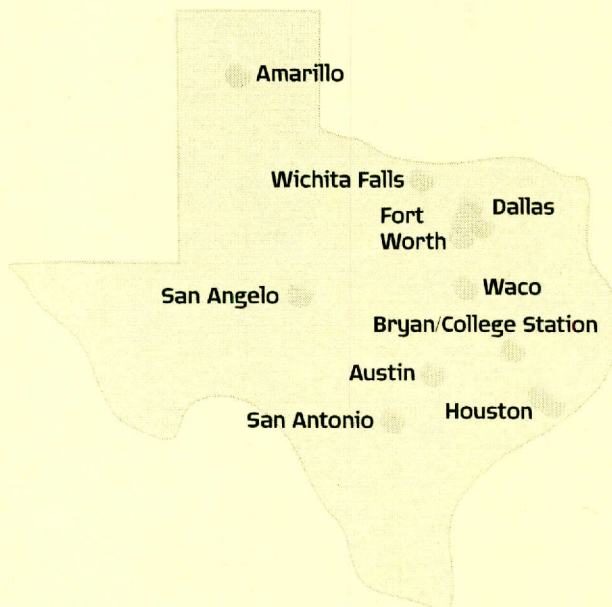 Amarillo
Wichita Falls
Dallas
Fort
Worth
San Angelo
Waco
Bryan/College Station
Austin
San Antonio
Houston